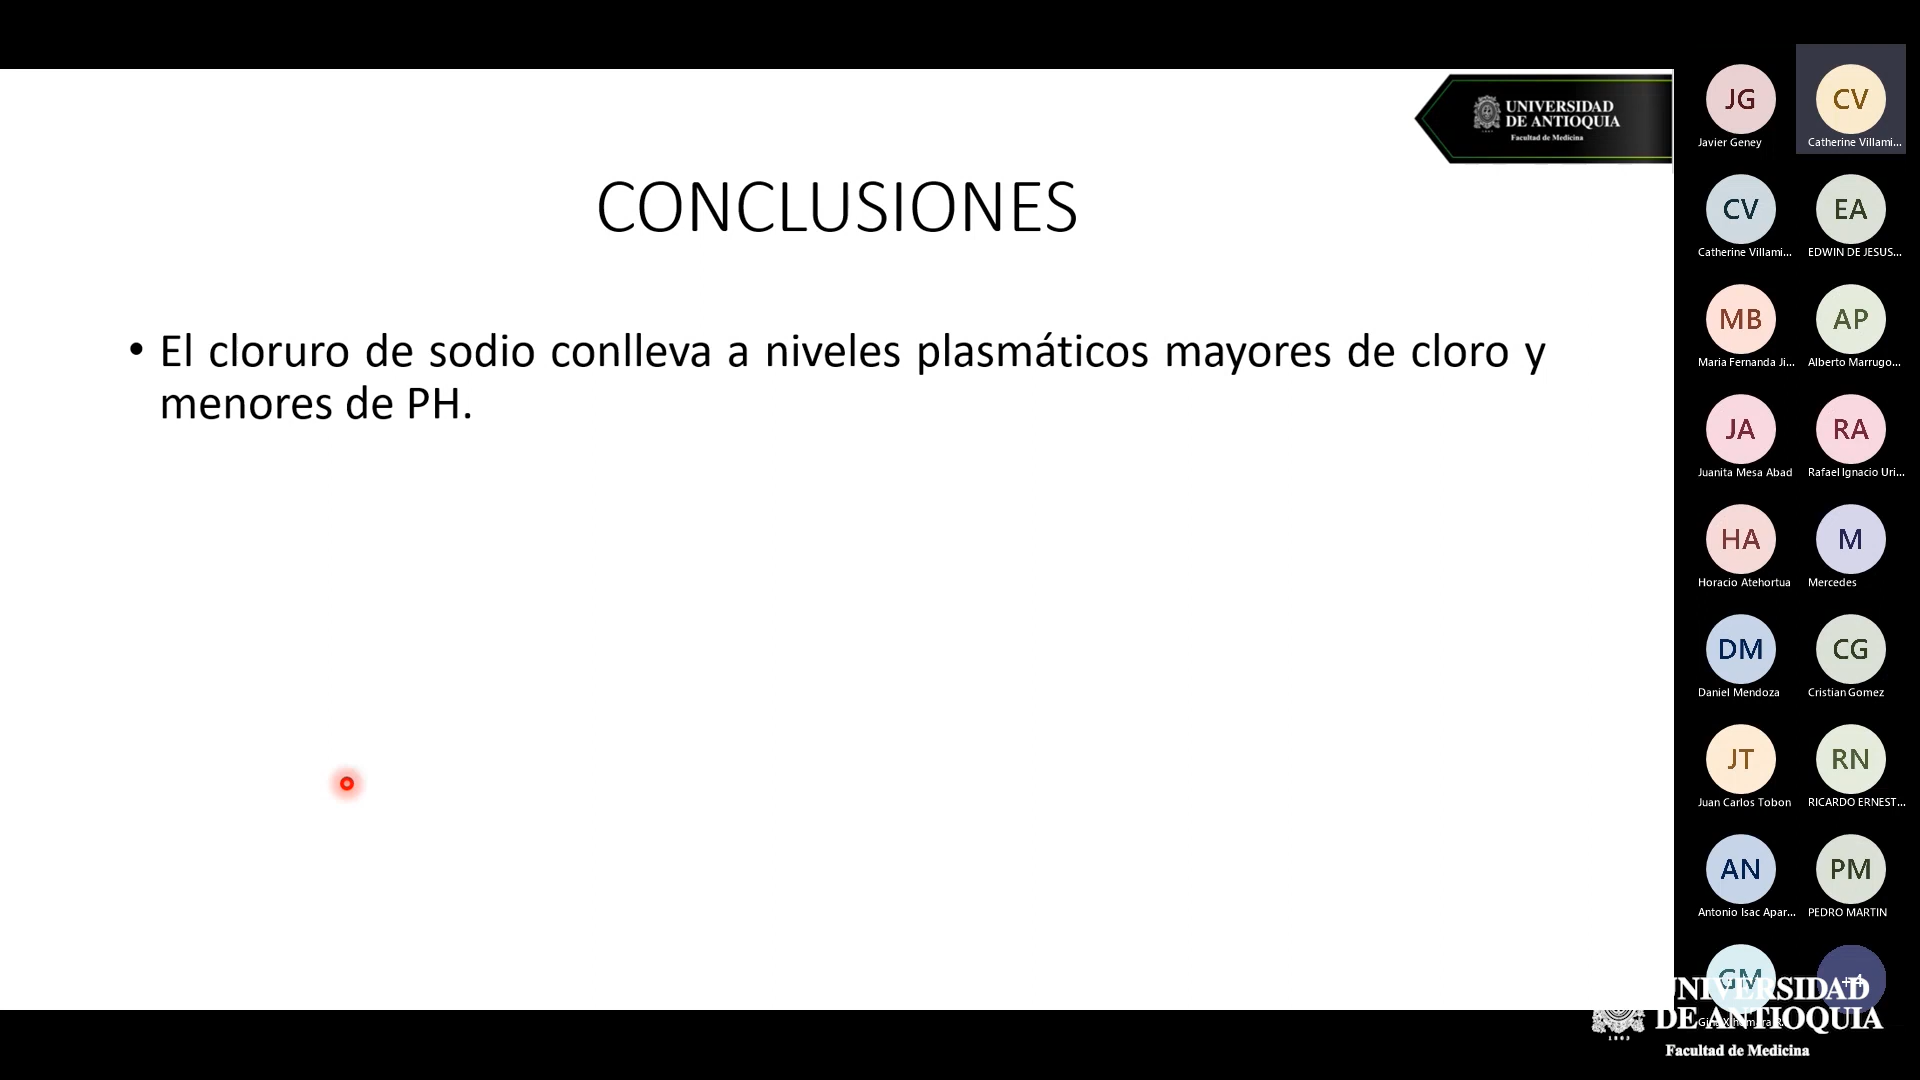 UNIVERSIDAD
DE ANTIOQUIA
Facultad de Medicina
CONCLUSIONES
• El cloruro de sodio conlleva a niveles plasmáticos mayores de cloro y
menores de PH.
JG
Javier Geney
CV
Catherine Villami...
CV
Catherine Villami...
EA
EDWIN DE JESUS...
MB
Maria Fernanda Ji...
AP
Alberto Marrugo...
JA
Juanita Mesa Abad
RA
Rafael Ignacio Uri...
HA
Horacio Atehortua
M
Mercedes
DM
Daniel Mendoza
CG
Cristian Gomez
JT
Juan Carlos Tobon
RN
RICARDO ERNEST...
AN
Antonio Isac Apar...
PM
PEDRO MARTIN
GM
+4
UNIVERSIDAD
DE ANTIOQUIA
1803
Facultad de Medicina